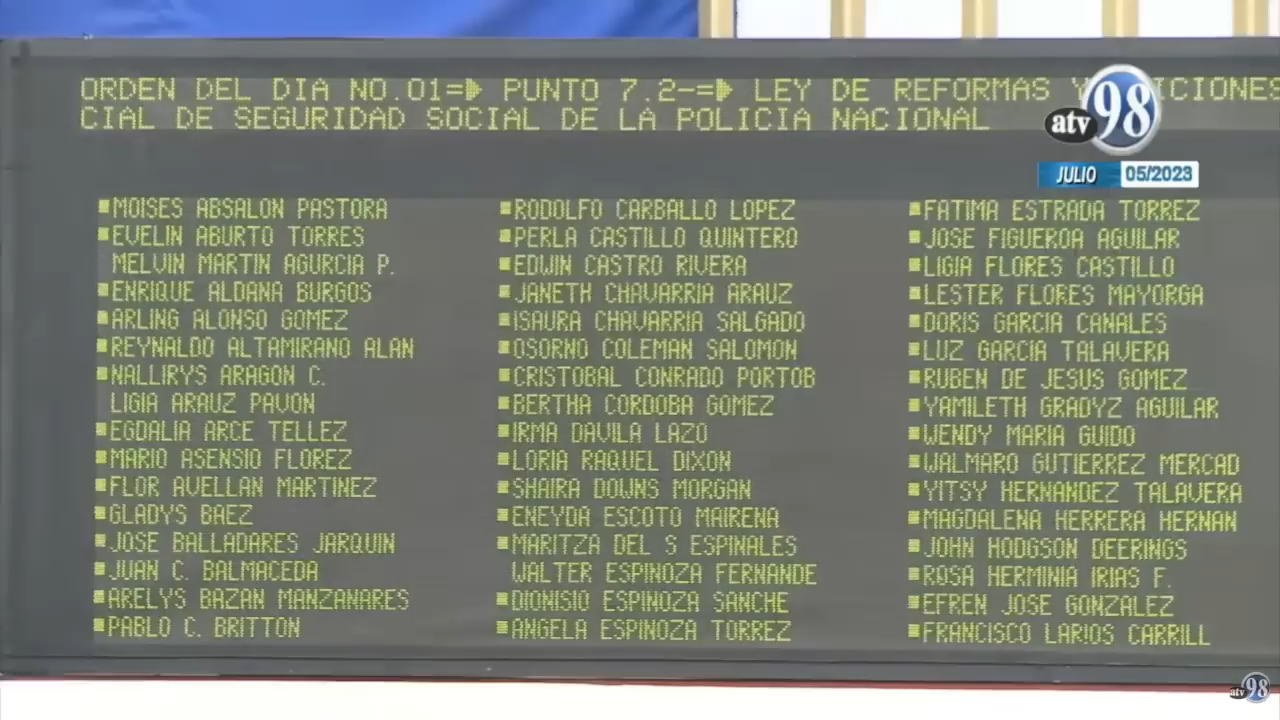 ORDEN DEL DIA NO.01=► PUNTO 7.2-=► LEY DE REFORMAS Y ICIONES
CIAL DE SEGURIDAD SOCIAL DE LA POLICIA NACIONAL
atv 98
JULIO 05/2023
MOISES ABSALON PASTORA
EVELIN ABURTO TORRES
MELVIN MARTIN AGURCIA P.
ENRIQUE ALDANA BURGOS
ARLING ALONSO GOMEZ
REYNALDO ALTAMIRANO ALAN
NALLIRYS ARAGON C.
LIGIA ARAUZ PAVON
EGDALIA ARCE TELLEZ
MARIO ASENSIO FLOREZ
FLOR AVELLAN MARTINEZ
GLADYS BAEZ
JOSE BALLADARES JARQUIN
JUAN C. BALMACEDA
ARELYS BAZAN MANZANARES
PABLO C. BRITTON
RODOLFO CARBALLO LOPEZ
PERLA CASTILLO QUINTERO
EDWIN CASTRO RIVERA
JANETH CHAVARRIA ARAUZ
ISAURA CHAVARRIA SALGADO
OSORNO COLEMAN SALOMON
CRISTOBAL CONRADO PORTOB
BERTHA CORDOBA GOMEZ
IRMA DAVILA LAZO
LORIA RAQUEL DIXON
SHAIRA DOWNS MORGAN
ENEYDA ESCOTO MAIRENA
MARITZA DEL S ESPINALES
WALTER ESPINOZA FERNANDE
DIONISIO ESPINOZA SANCHE
ANGELA ESPINOZA TORREZ
FATIMA ESTRADA TORREZ
JOSE FIGUEROA AGUILAR
LIGIA FLORES CASTILLO
LESTER FLORES MAYORGA
DORIS GARCIA CANALES
LUZ GARCIA TALAVERA
RUBEN DE JESUS GOMEZ
YAMILETH GRADYZ AGUILAR
WENDY MARIA GUIDO
WALMARO GUTIERREZ MERCAD
YITSY HERNANDEZ TALAVERA
MAGDALENA HERRERA HERNAN
JOHN HODGSON DEERINGS
ROSA HERMINIA IRIAS F.
EFREN JOSE GONZALEZ
FRANCISCO LARIOS CARRILL
atv 98